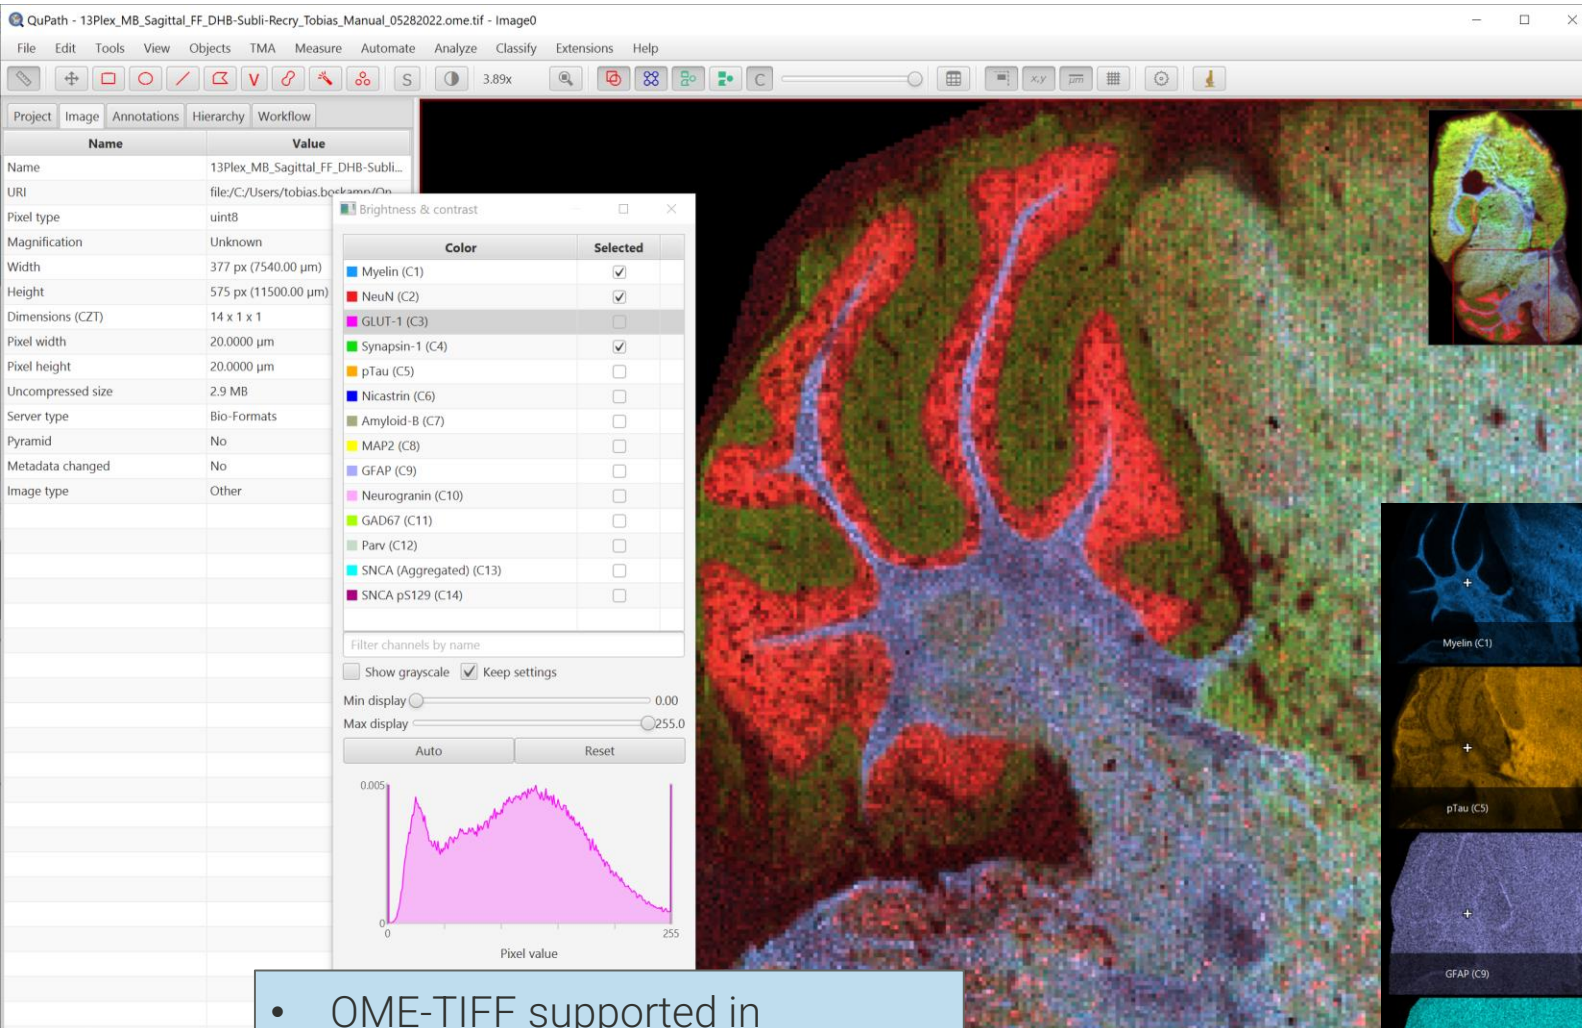 QuPath - 13Plex_MB_Sagittal_FF_DHB-Subli-Recry_Tobias_Manual_05282022.ome.tif - Image0
File Edit Tools View Objects TMA Measure Automate Analyze Classify Extensions Help
S 3.89x C x,y µm
Project Image Annotations Hierarchy Workflow
Name Value
Name 13Plex_MB_Sagittal_FF_DHB-Subli...
URI file:/C:/Users/tobias.boskamp/On
Pixel type uint8
Magnification Unknown
Width 377 px (7540.00 µm)
Height 575 px (11500.00 µm)
Dimensions (CZT) 14 x 1 x 1
Pixel width 20.0000 µm
Pixel height 20.0000 µm
Uncompressed size 2.9 MB
Server type Bio-Formats
Pyramid No
Metadata changed No
Image type Other
Brightness & contrast
Color Selected
Myelin (C1)
NeuN (C2)
GLUT-1 (C3)
Synapsin-1 (C4)
pTau (C5)
Nicastrin (C6)
Amyloid-B (C7)
MAP2 (C8)
GFAP (C9)
Neurogranin (C10)
GAD67 (C11)
Parv (C12)
SNCA (Aggregated) (C13)
SNCA pS129 (C14)
Filter channels by name
Show grayscale Keep settings
Min display 0.00
Max display 255.0
Auto Reset
0.005
0
0 255
Pixel value
Myelin (C1)
pTau (C5)
GFAP (C9)
• OME-TIFF supported in